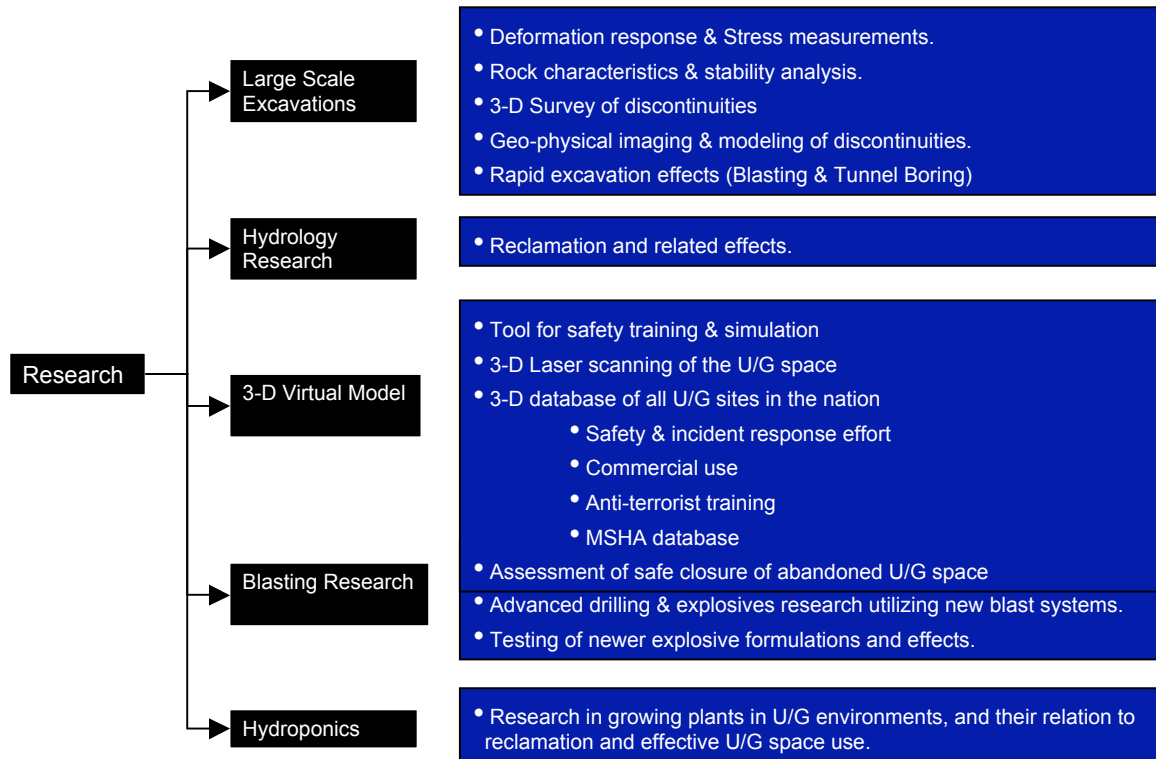 Research
Large Scale
Excavations
• Deformation response & Stress measurements.
• Rock characteristics & stability analysis.
• 3-D Survey of discontinuities
• Geo-physical imaging & modeling of discontinuities.
• Rapid excavation effects (Blasting & Tunnel Boring)
Hydrology
Research
• Reclamation and related effects.
3-D Virtual Model
• Tool for safety training & simulation
• 3-D Laser scanning of the U/G space
• 3-D database of all U/G sites in the nation
• Safety & incident response effort
• Commercial use
• Anti-terrorist training
• MSHA database
• Assessment of safe closure of abandoned U/G space
Blasting Research
• Advanced drilling & explosives research utilizing new blast systems.
• Testing of newer explosive formulations and effects.
Hydroponics
• Research in growing plants in U/G environments, and their relation to
reclamation and effective U/G space use.